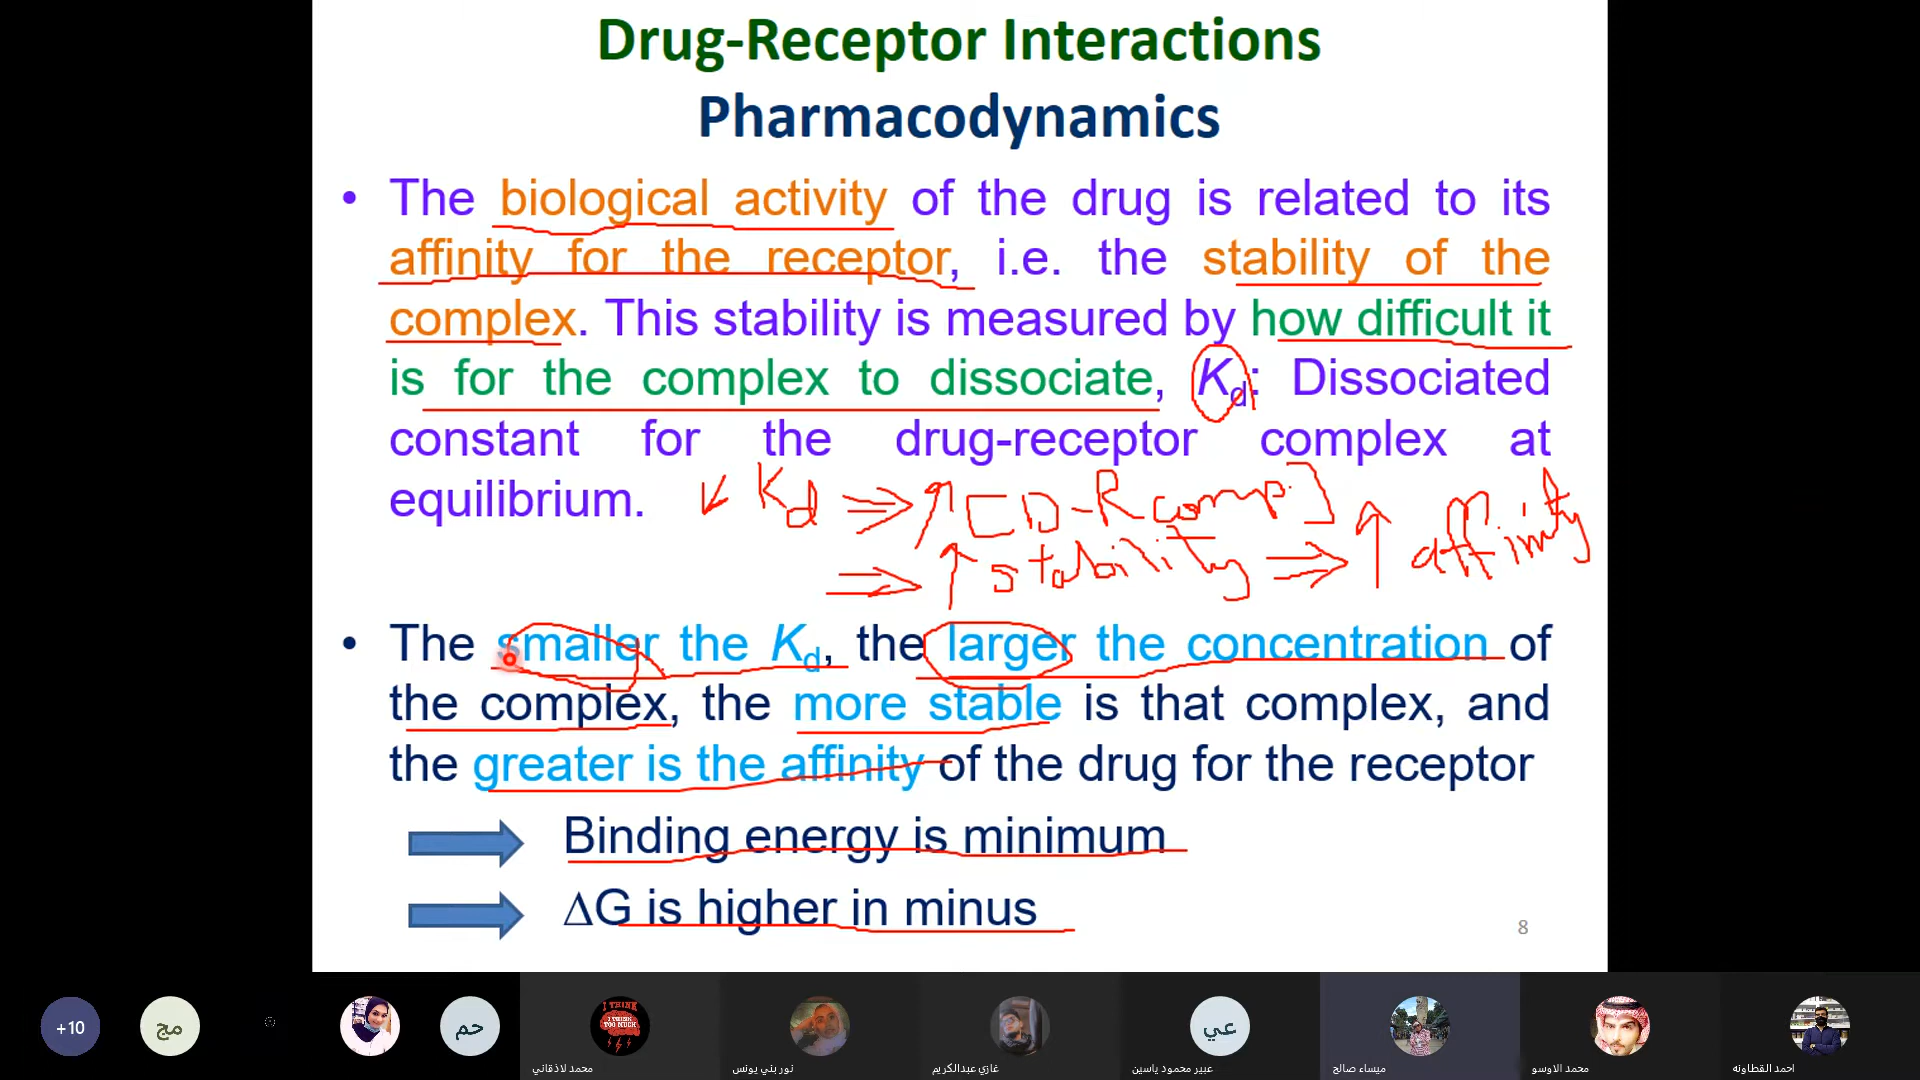 Drug-Receptor Interactions
Pharmacodynamics
• The biological activity of the drug is related to its
affinity for the receptor, i.e. the stability of the
complex. This stability is measured by how difficult it
is for the complex to dissociate, Kd: Dissociated
constant for the drug-receptor complex at
equilibrium.
↓ Kd ⇒ ↑ [D-R comp.]
⇒ ↑ stability ⇒ ↑ affinity
• The smaller the Kd, the larger the concentration of
the complex, the more stable is that complex, and
the greater is the affinity of the drug for the receptor
Binding energy is minimum
ΔG is higher in minus
8
+10
مج
حم
I THINK
I THINK
TOO MUCH
عي
محمد لاذقاني
نور بني يونس
غازي عبدالكريم
عبير محمود ياسين
ميساء صالح
محمد الاوسو
احمد القطاونه